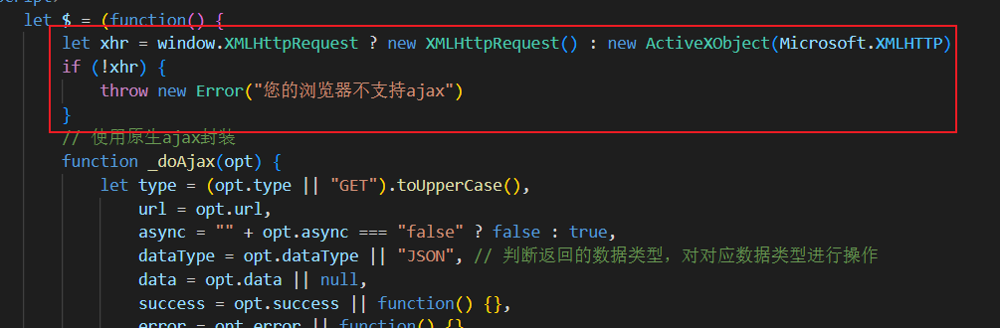 let $ = (function() {
let xhr = window.XMLHttpRequest ? new XMLHttpRequest() : new ActiveXObject(Microsoft.XMLHTTP)
if (!xhr) {
throw new Error("您的浏览器不支持ajax")
}
// 使用原生ajax封装
function _doAjax(opt) {
let type = (opt.type || "GET").toUpperCase(),
url = opt.url,
async = "" + opt.async === "false" ? false : true,
dataType = opt.dataType || "JSON", // 判断返回的数据类型，对对应数据类型进行操作
data = opt.data || null,
success = opt.success || function() {},
error = opt.error || function() {}